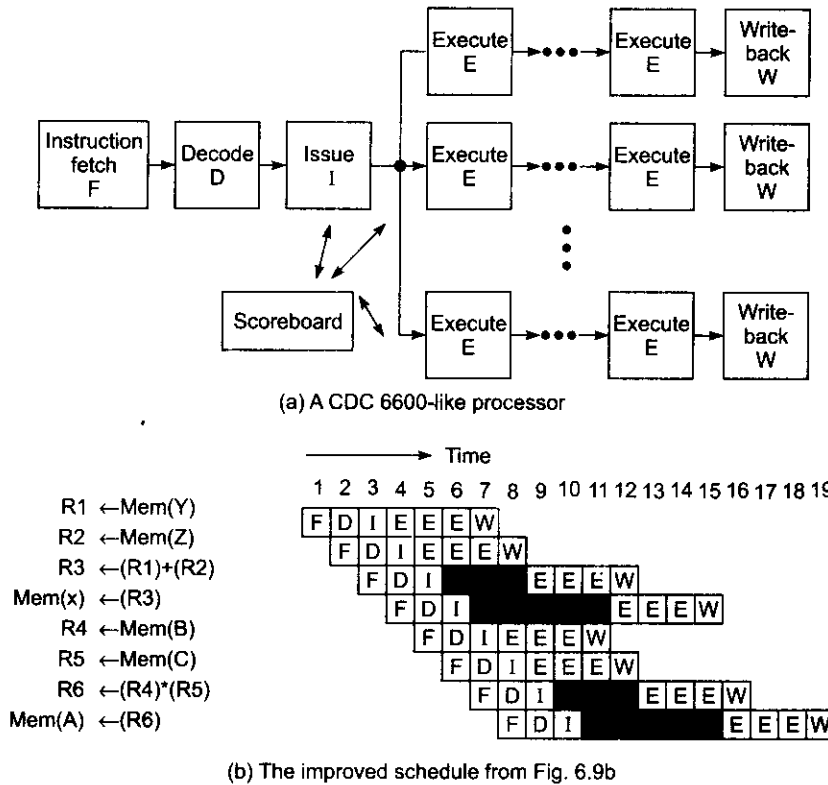 Instruction fetch F
Decode D
Issue I
Execute E
Execute E
Write-back W
Execute E
Execute E
Write-back W
Scoreboard
Execute E
Execute E
Write-back W
(a) A CDC 6600-like processor
Time
1 2 3 4 5 6 7 8 9 10 11 12 13 14 15 16 17 18 19
R1 ←Mem(Y) F D I E E E W
R2 ←Mem(Z) F D I E E E W
R3 ←(R1)+(R2) F D I E E E W
Mem(x) ←(R3) F D I E E E W
R4 ←Mem(B) F D I E E E W
R5 ←Mem(C) F D I E E E W
R6 ←(R4)*(R5) F D I E E E W
Mem(A) ←(R6) F D I E E E W
(b) The improved schedule from Fig. 6.9b